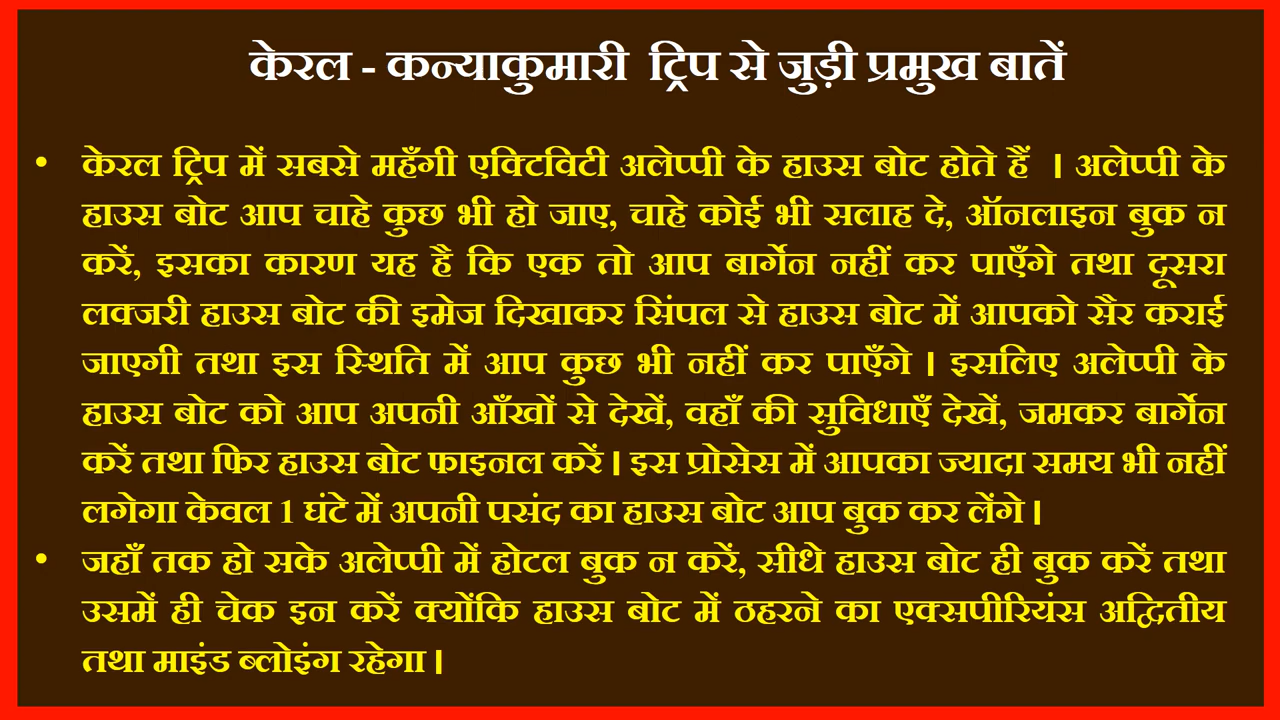 केरल - कन्याकुमारी ट्रिप से जुड़ी प्रमुख बातें
• केरल ट्रिप में सबसे महँगी एक्टिविटी अलेप्पी के हाउस बोट होते हैं । अलेप्पी के
हाउस बोट आप चाहे कुछ भी हो जाए, चाहे कोई भी सलाह दे, ऑनलाइन बुक न
करें, इसका कारण यह है कि एक तो आप बार्गेन नहीं कर पाएँगे तथा दूसरा
लक्जरी हाउस बोट की इमेज दिखाकर सिंपल से हाउस बोट में आपको सैर कराई
जाएगी तथा इस स्थिति में आप कुछ भी नहीं कर पाएँगे । इसलिए अलेप्पी के
हाउस बोट को आप अपनी आँखों से देखें, वहाँ की सुविधाएँ देखें, जमकर बार्गेन
करें तथा फिर हाउस बोट फाइनल करें । इस प्रोसेस में आपका ज्यादा समय भी नहीं
लगेगा केवल 1 घंटे में अपनी पसंद का हाउस बोट आप बुक कर लेंगे ।
• जहाँ तक हो सके अलेप्पी में होटल बुक न करें, सीधे हाउस बोट ही बुक करें तथा
उसमें ही चेक इन करें क्योंकि हाउस बोट में ठहरने का एक्सपीरियंस अद्वितीय
तथा माइंड ब्लोइंग रहेगा ।